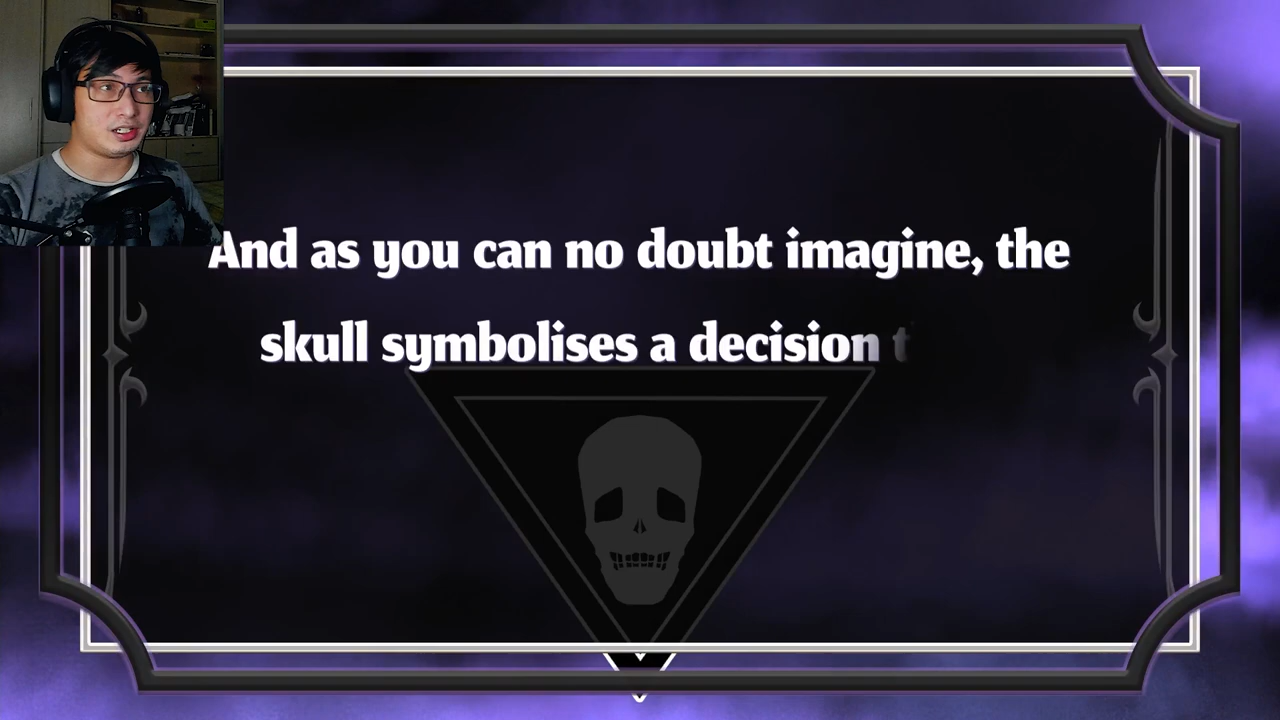 And as you can no doubt imagine, the
skull symbolises a decision t